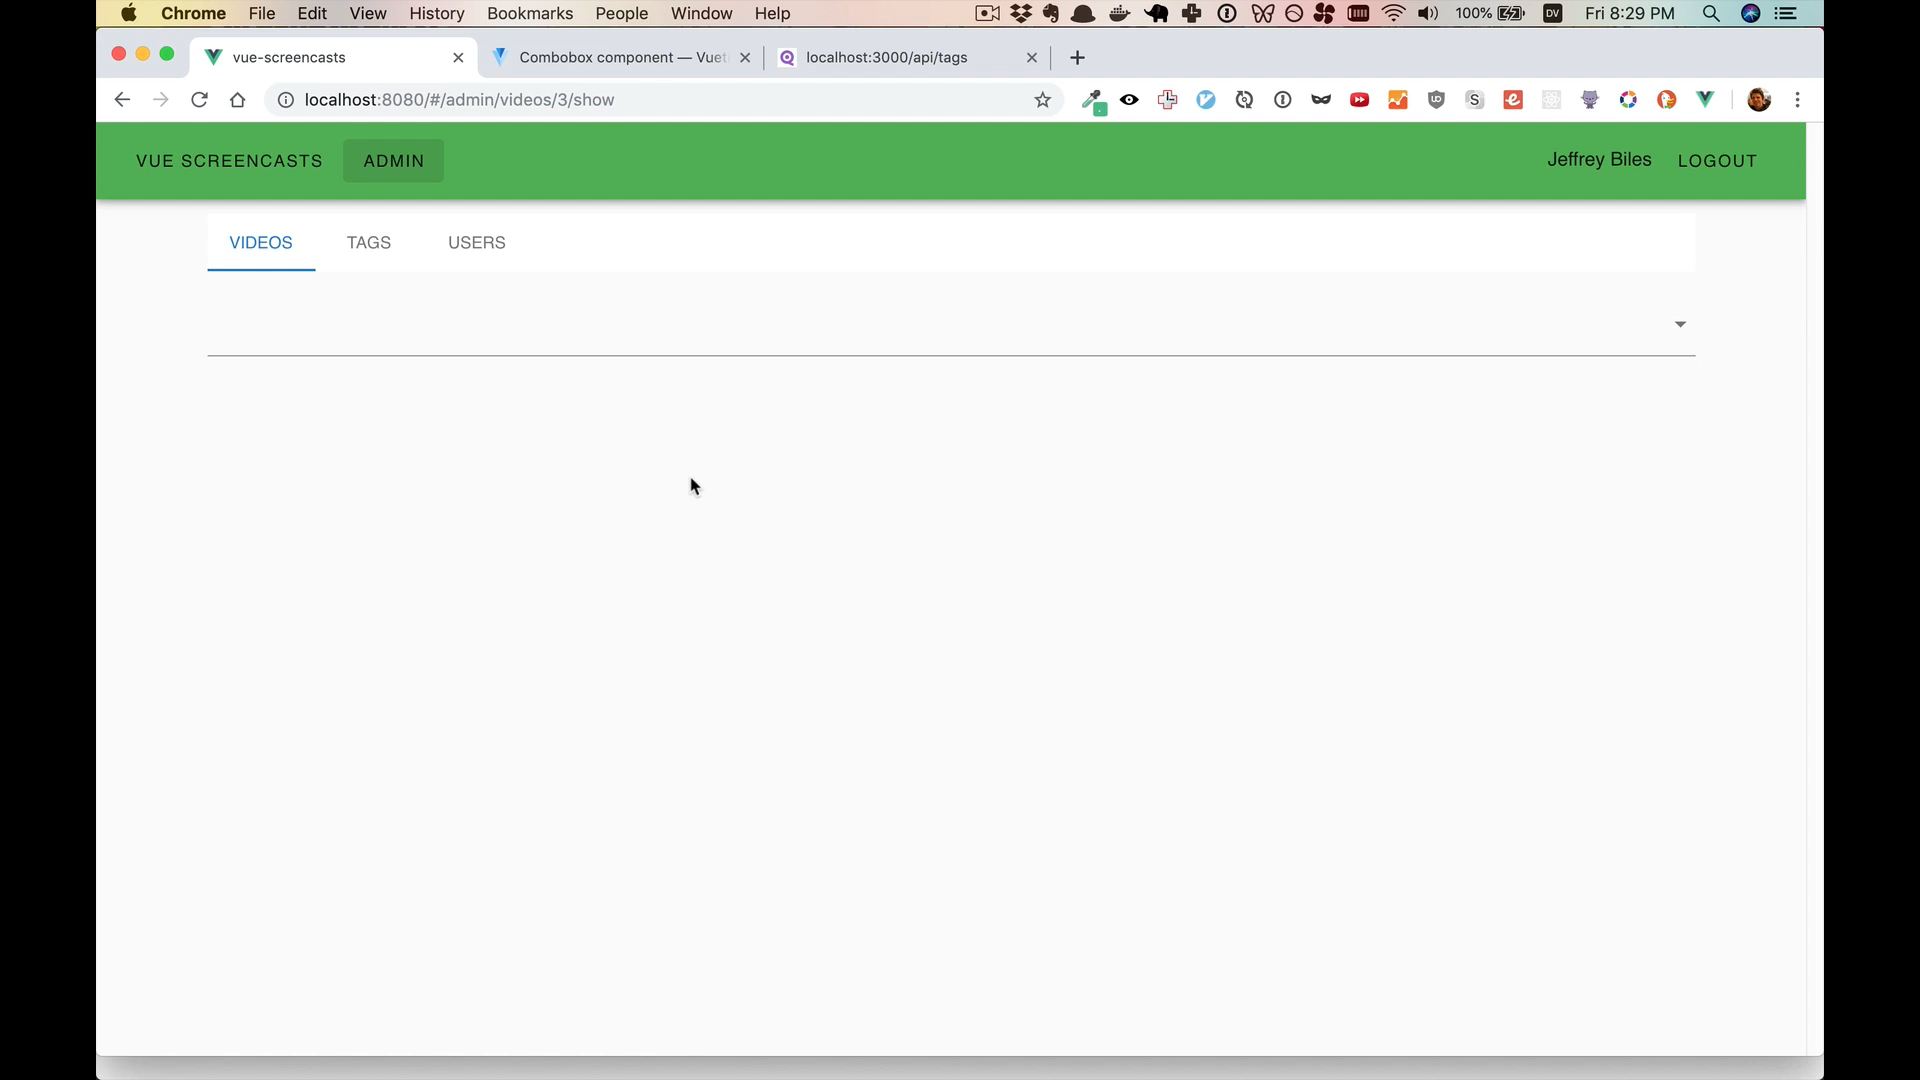 Chrome File Edit View History Bookmarks People Window Help 100% DV Fri 8:29 PM
vue-screencasts Combobox component — Vuet localhost:3000/api/tags
localhost:8080/#/admin/videos/3/show
VUE SCREENCASTS ADMIN Jeffrey Biles LOGOUT
VIDEOS TAGS USERS